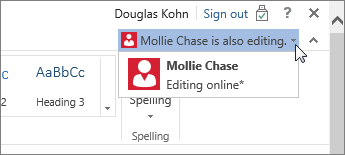 Douglas Kohn Sign out ? ×
Mollie Chase is also editing.
AaBbCc
Mollie Chase
2 Heading 3
Editing online*
Spelling
Spelling